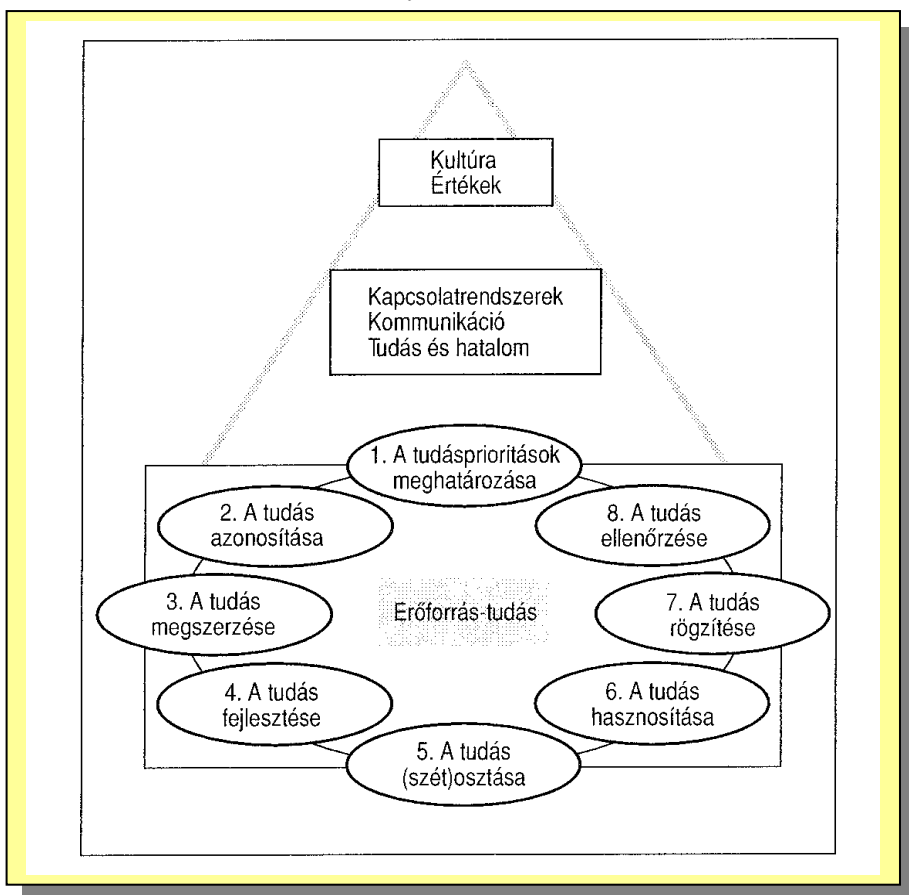 Kultúra
Értékek
Kapcsolatrendszerek
Kommunikáció
Tudás és hatalom
1. A tudásprioritások
meghatározása
2. A tudás
azonosítása
8. A tudás
ellenőrzése
3. A tudás
megszerzése
Erőforrás-tudás
7. A tudás
rögzítése
4. A tudás
fejlesztése
6. A tudás
hasznosítása
5. A tudás
(szét)osztása